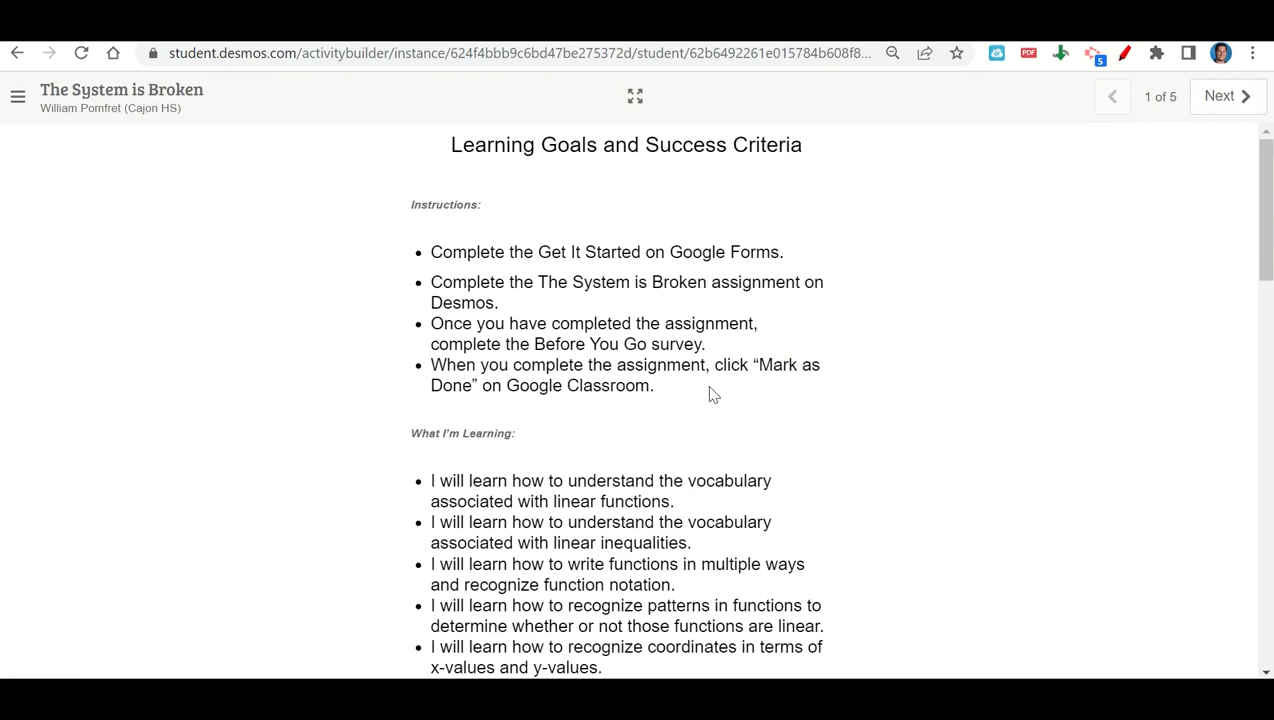 student.desmos.com/activitybuilder/instance/624f4bbb9c6bd47be275372d/student/62b6492261e015784b608f8...
PDF
5
The System is Broken
William Pomfret (Cajon HS)
1 of 5
Next
Learning Goals and Success Criteria
Instructions:
• Complete the Get It Started on Google Forms.
• Complete the The System is Broken assignment on
Desmos.
• Once you have completed the assignment,
complete the Before You Go survey.
• When you complete the assignment, click “Mark as
Done” on Google Classroom.
What I'm Learning:
• I will learn how to understand the vocabulary
associated with linear functions.
• I will learn how to understand the vocabulary
associated with linear inequalities.
• I will learn how to write functions in multiple ways
and recognize function notation.
• I will learn how to recognize patterns in functions to
determine whether or not those functions are linear.
• I will learn how to recognize coordinates in terms of
x-values and y-values.